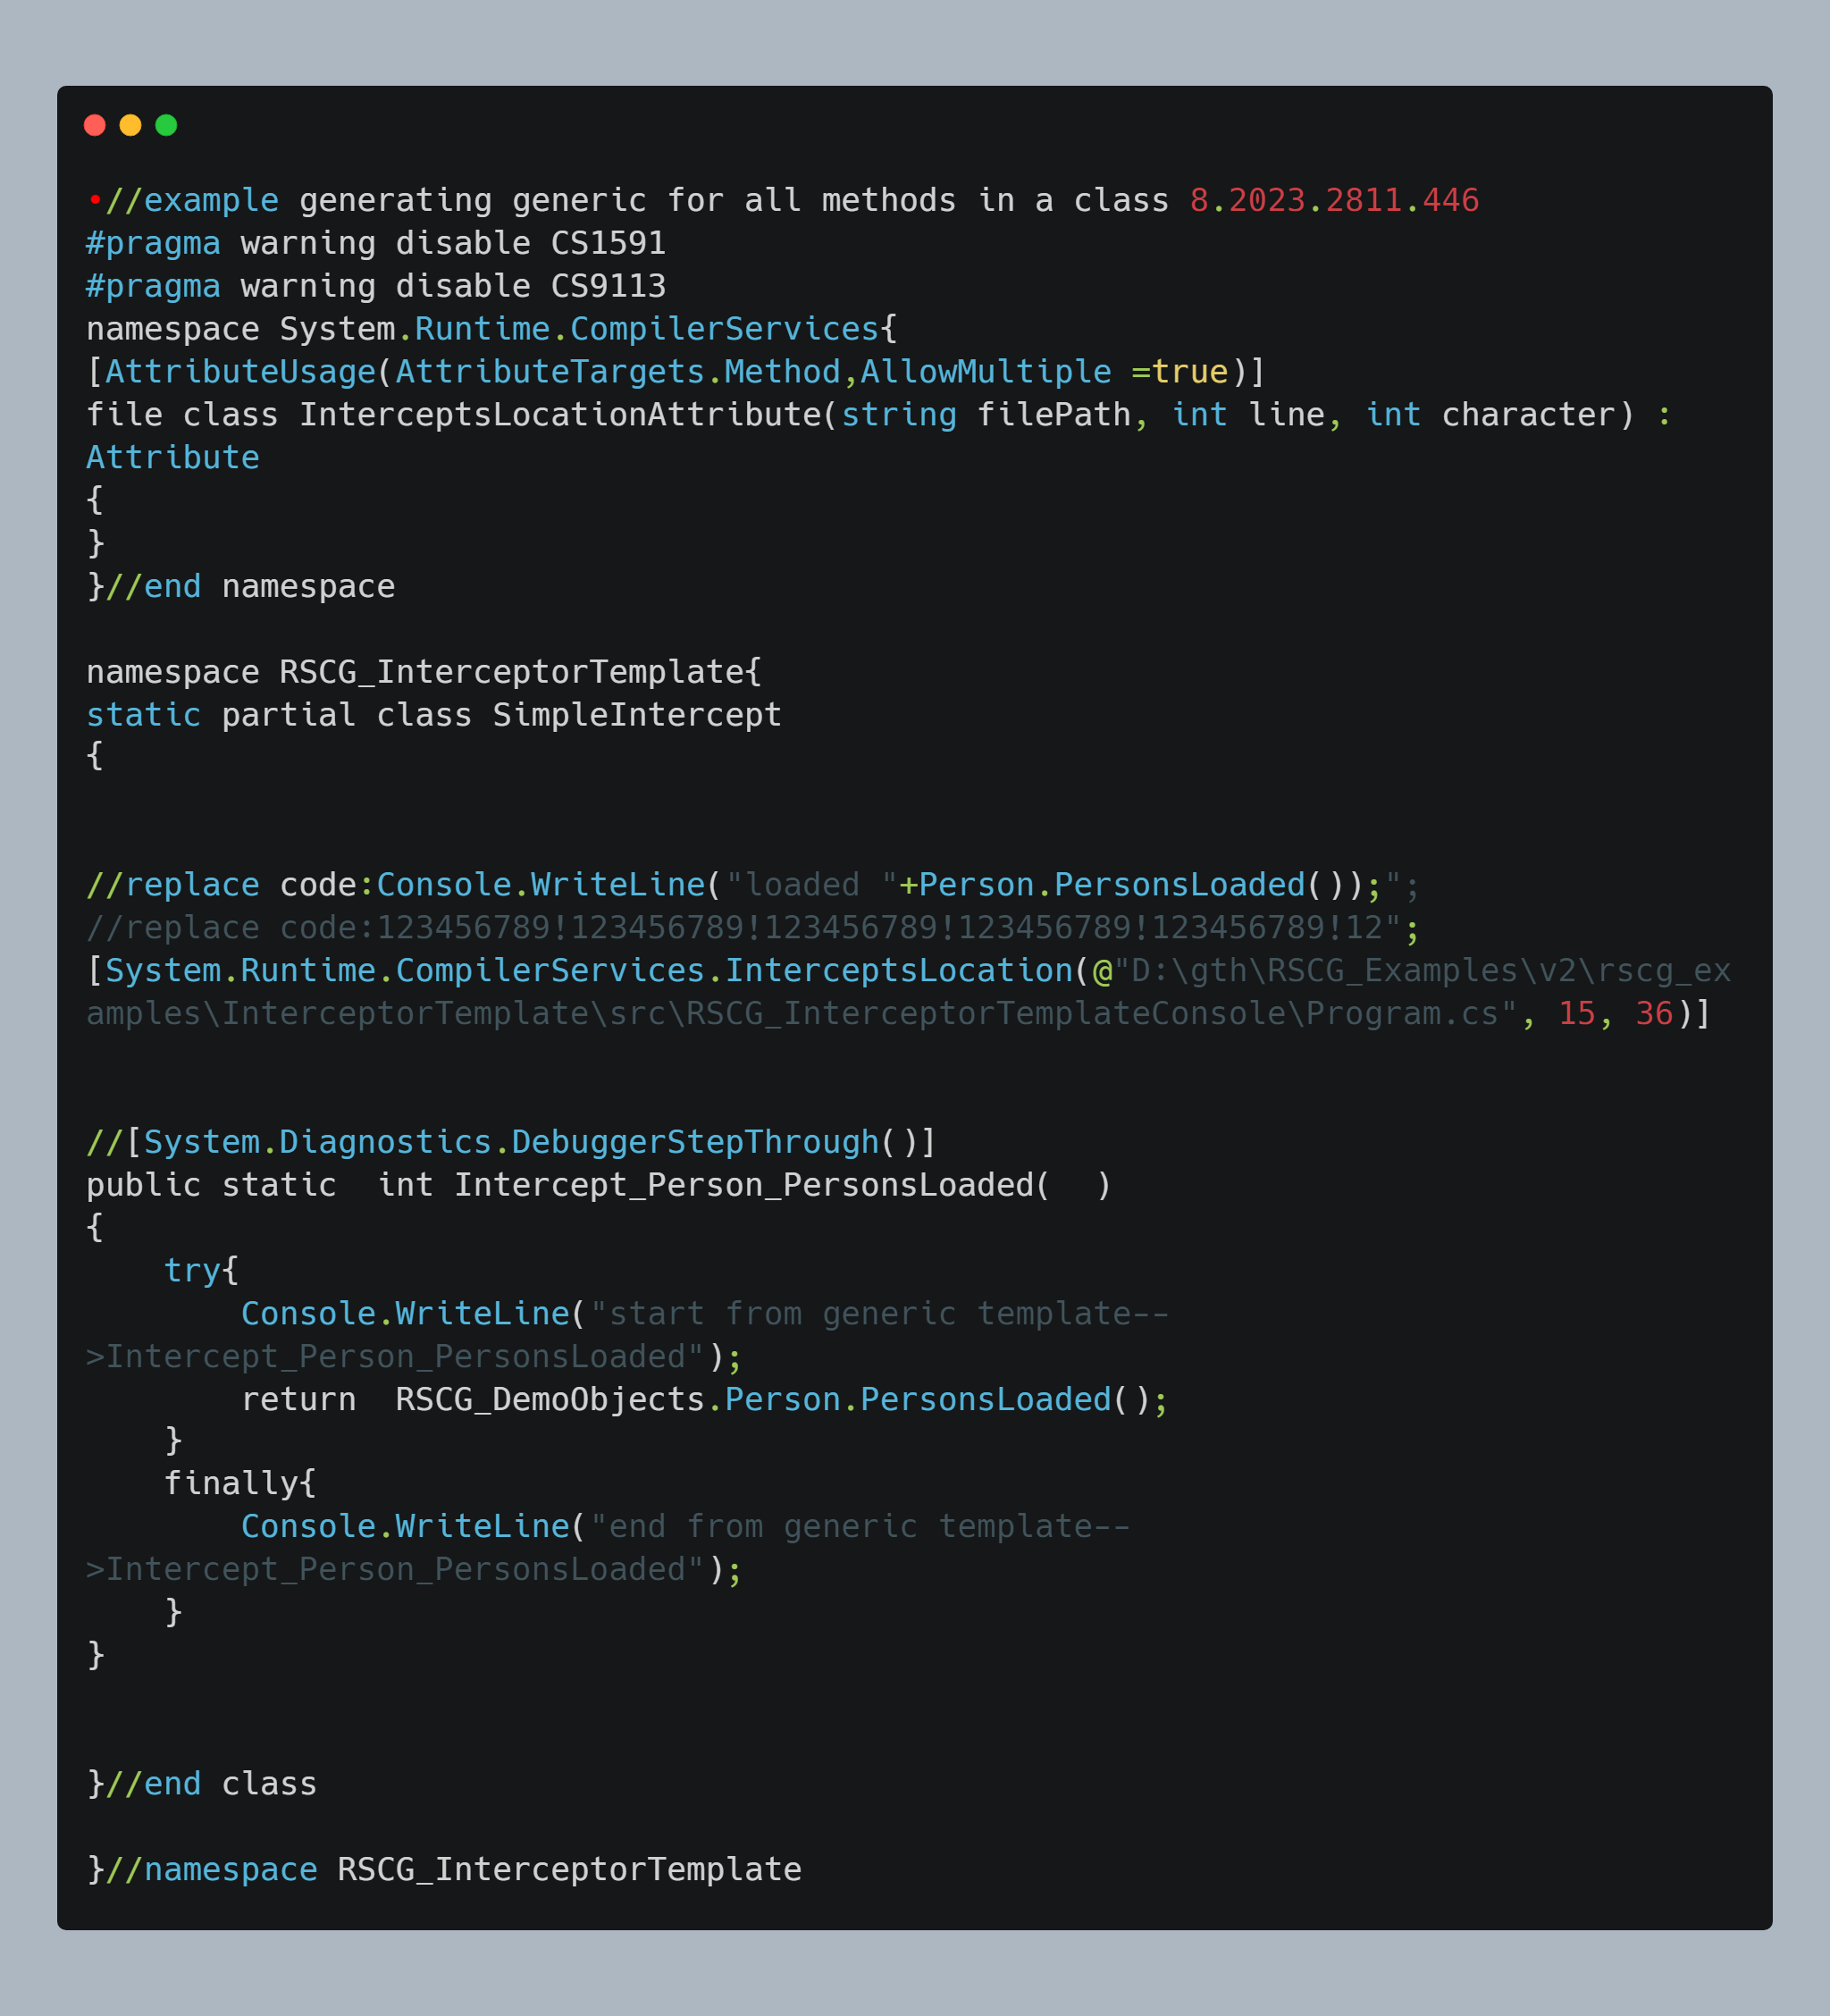 •//example generating generic for all methods in a class 8.2023.2811.446
#pragma warning disable CS1591
#pragma warning disable CS9113
namespace System.Runtime.CompilerServices{
[AttributeUsage(AttributeTargets.Method,AllowMultiple =true)]
file class InterceptsLocationAttribute(string filePath, int line, int character) :
Attribute
{
}
}//end namespace

namespace RSCG_InterceptorTemplate{
static partial class SimpleIntercept
{


//replace code:Console.WriteLine("loaded "+Person.PersonsLoaded());";
//replace code:123456789!123456789!123456789!123456789!123456789!12";
[System.Runtime.CompilerServices.InterceptsLocation(@"D:\gth\RSCG_Examples\v2\rscg_ex
amples\InterceptorTemplate\src\RSCG_InterceptorTemplateConsole\Program.cs", 15, 36)]


//[System.Diagnostics.DebuggerStepThrough()]
public static  int Intercept_Person_PersonsLoaded(  )
{
    try{
        Console.WriteLine("start from generic template--
>Intercept_Person_PersonsLoaded");
        return  RSCG_DemoObjects.Person.PersonsLoaded();
    }
    finally{
        Console.WriteLine("end from generic template--
>Intercept_Person_PersonsLoaded");
    }
}


}//end class

}//namespace RSCG_InterceptorTemplate